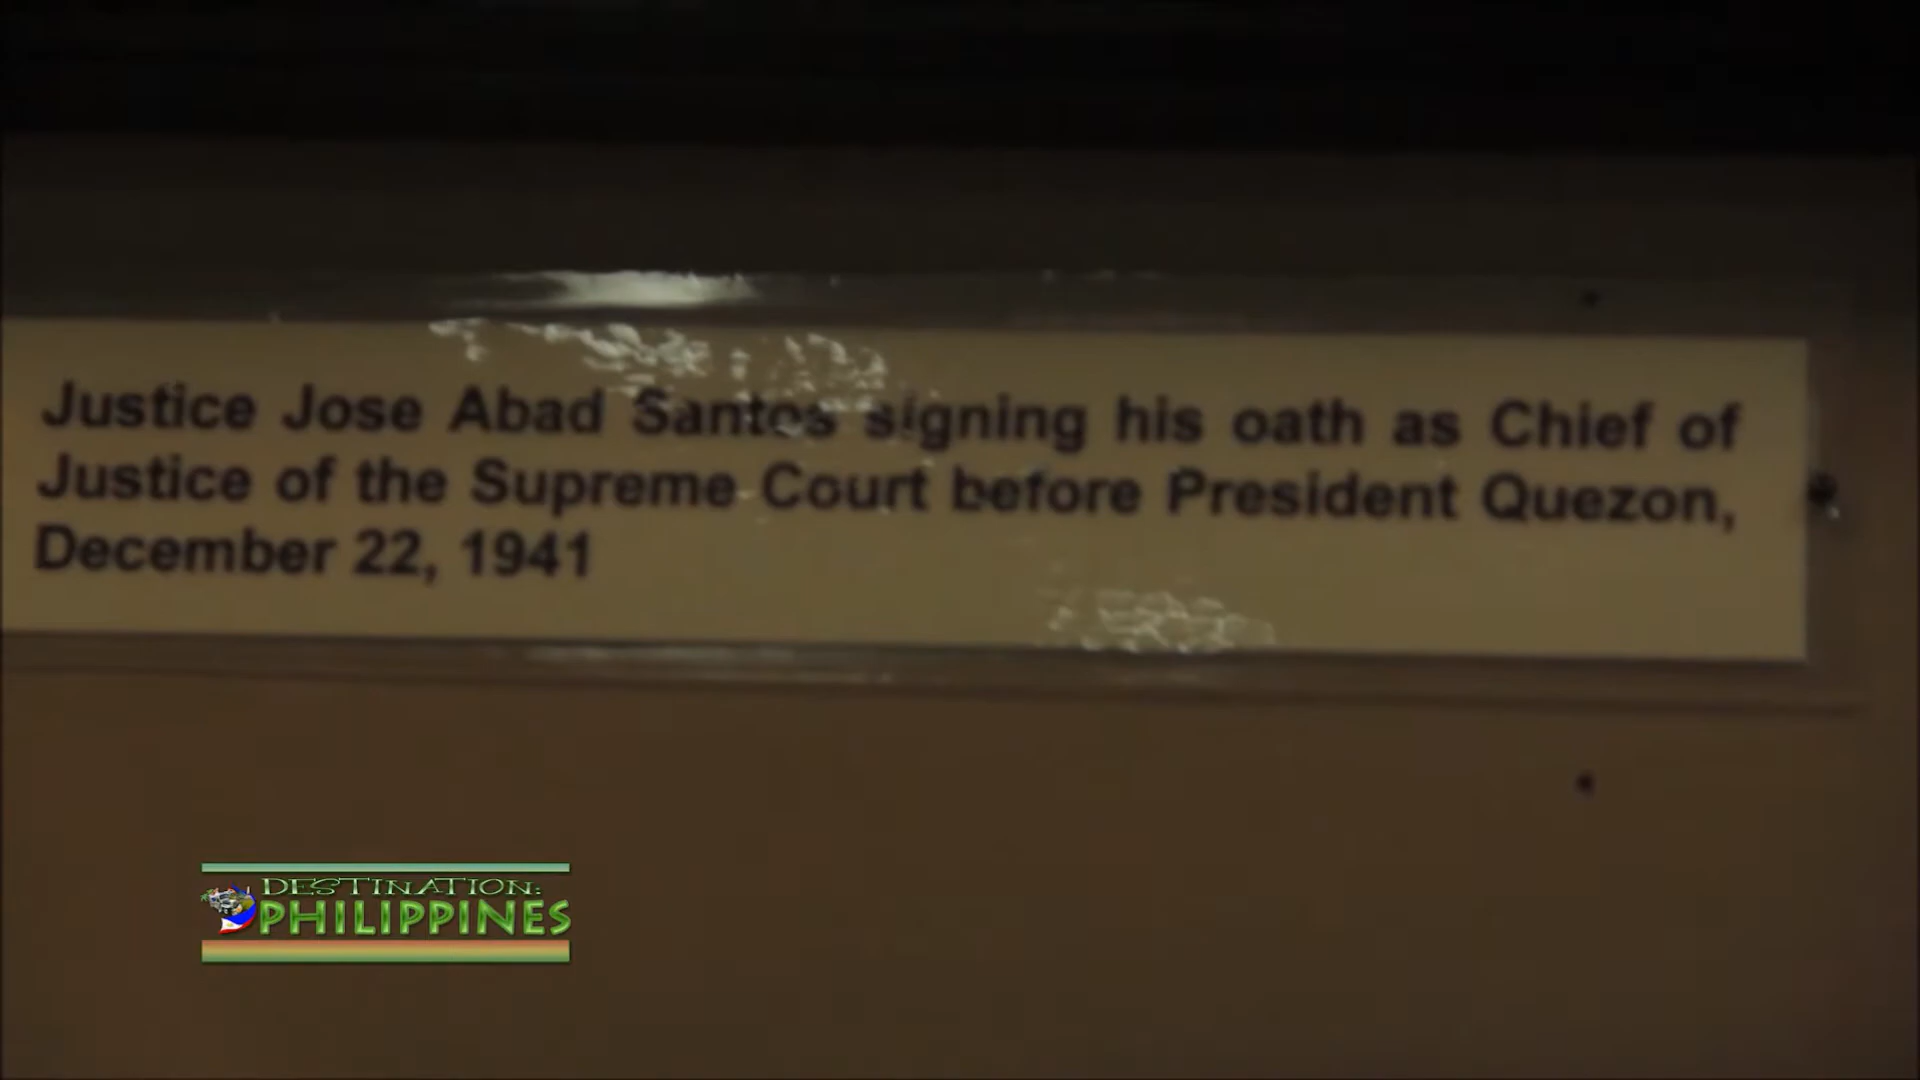 Justice Jose Abad Santos signing his oath as Chief of
Justice of the Supreme Court before President Quezon,
December 22, 1941
DESTINATION:
PHILIPPINES